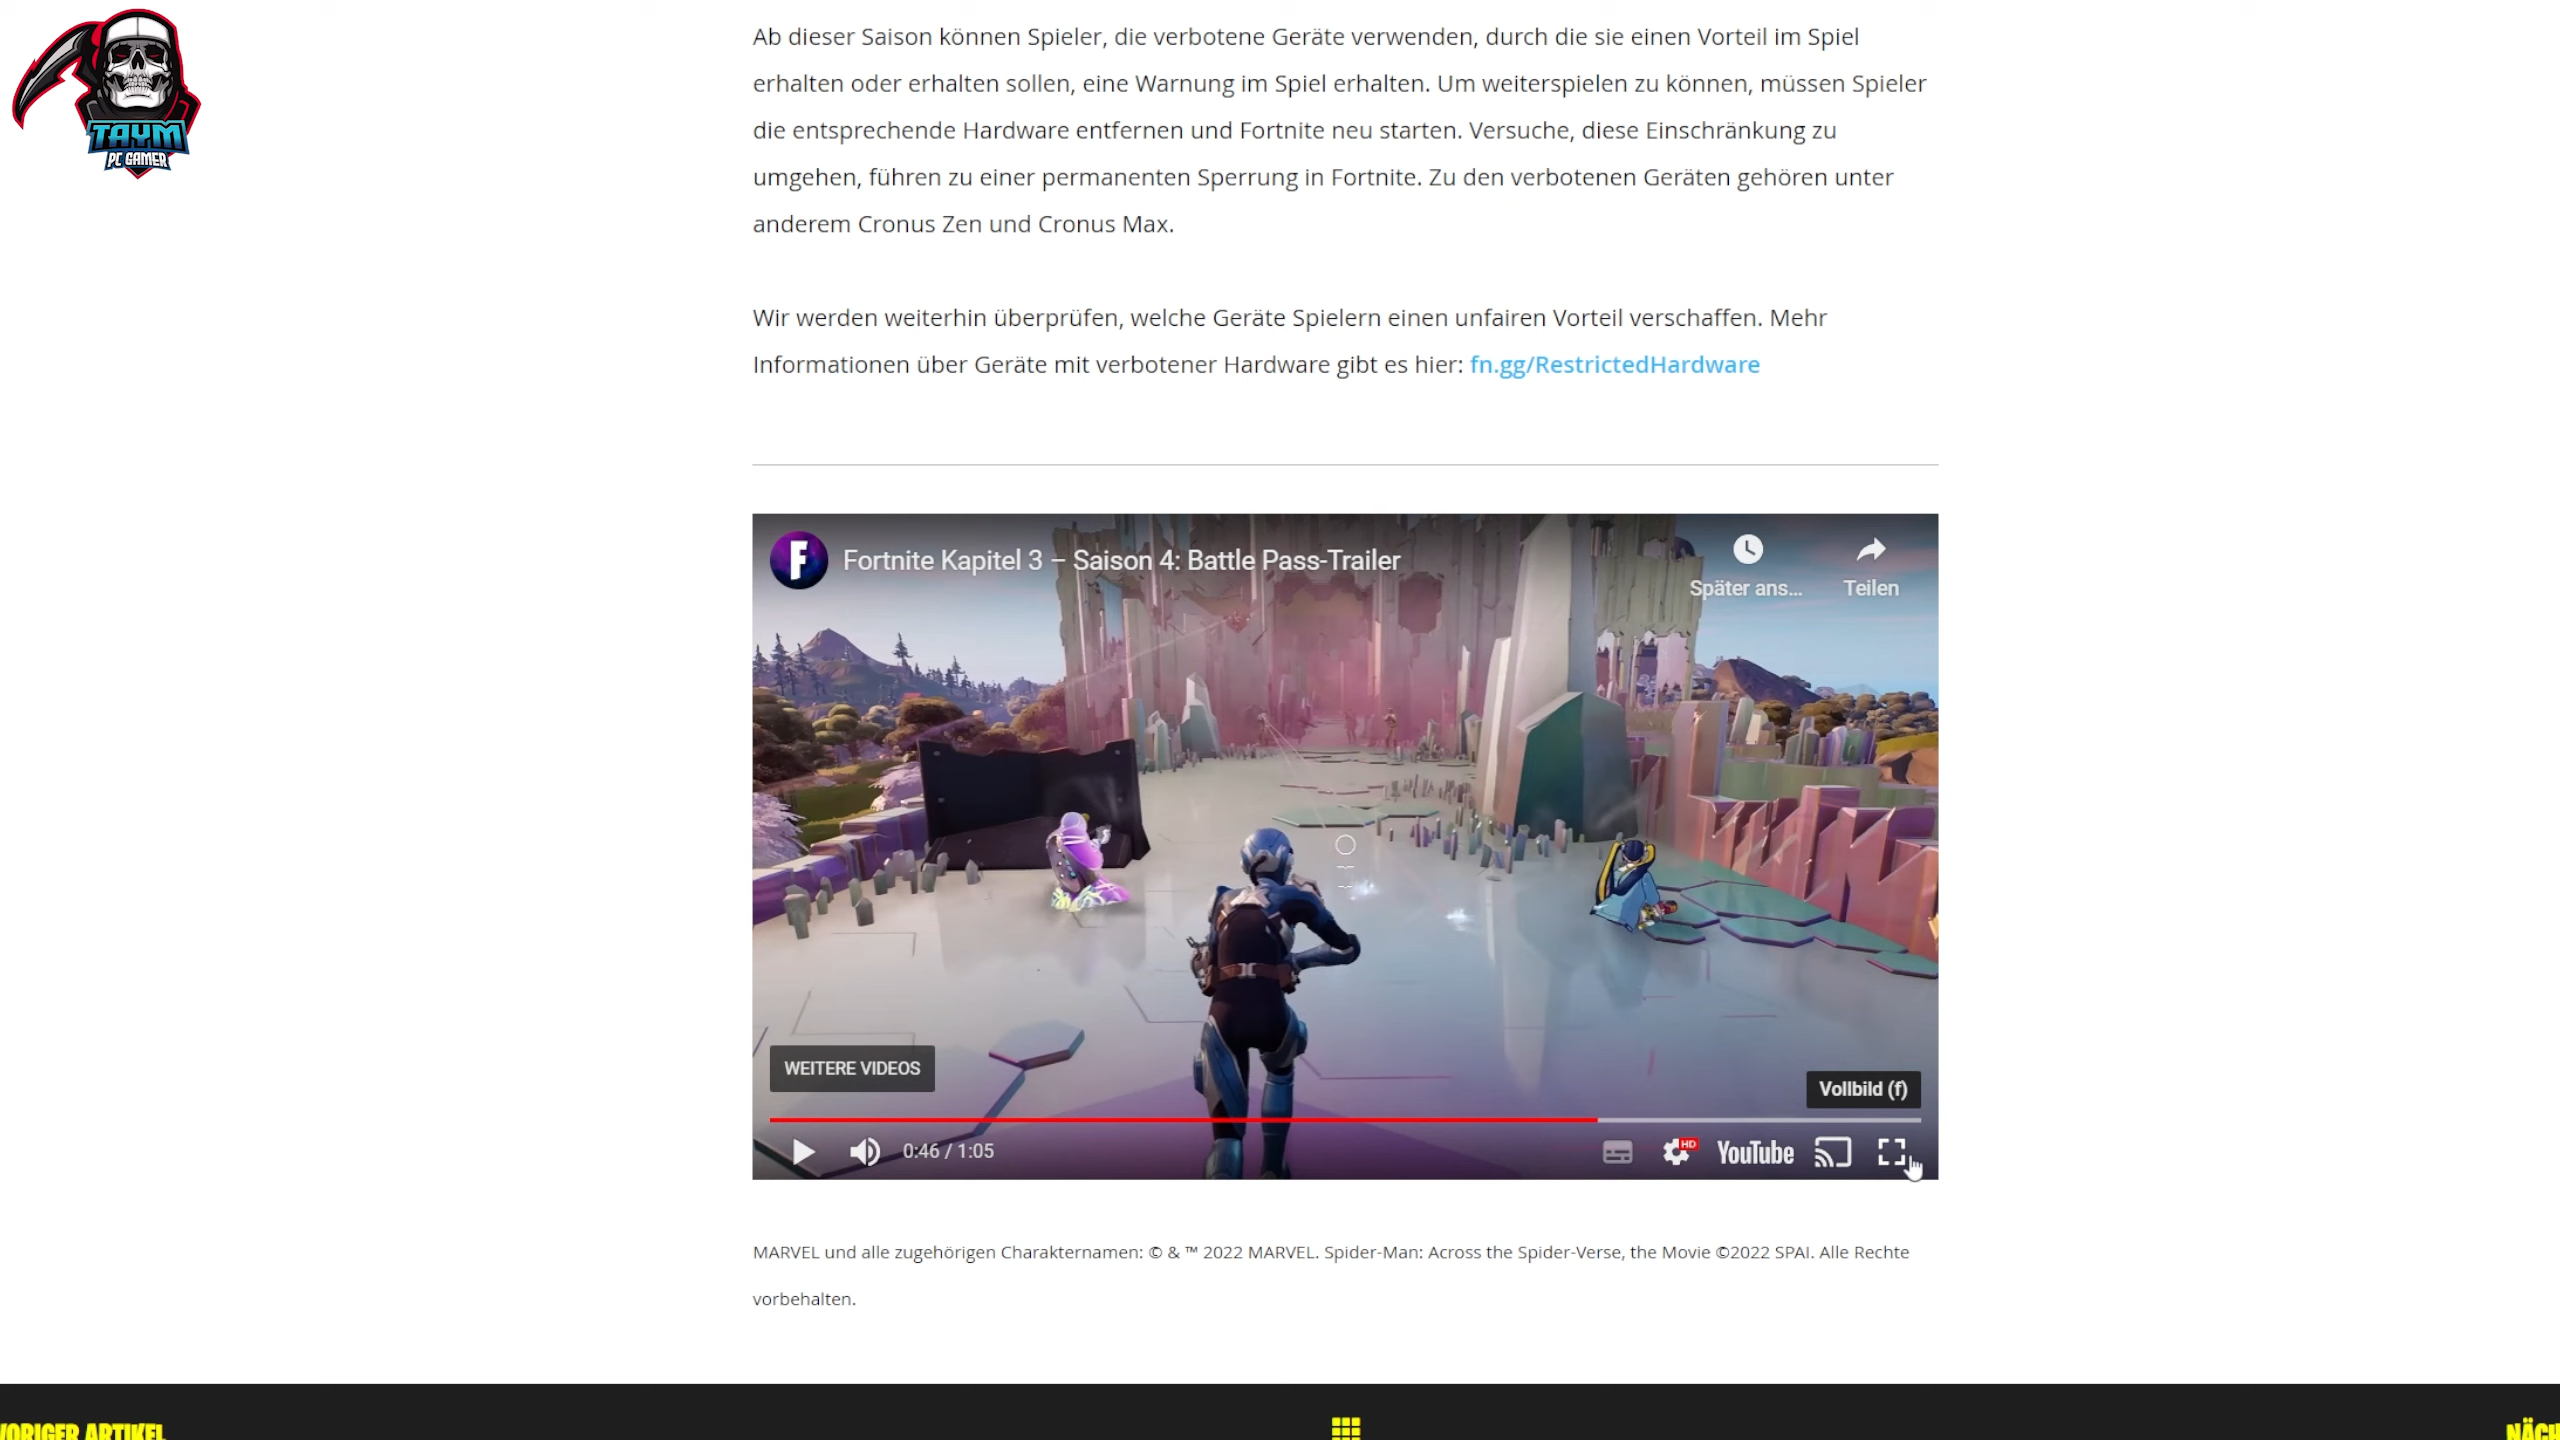 TAYM
PC GAMER
Ab dieser Saison können Spieler, die verbotene Geräte verwenden, durch die sie einen Vorteil im Spiel
erhalten oder erhalten sollen, eine Warnung im Spiel erhalten. Um weiterspielen zu können, müssen Spieler
die entsprechende Hardware entfernen und Fortnite neu starten. Versuche, diese Einschränkung zu
umgehen, führen zu einer permanenten Sperrung in Fortnite. Zu den verbotenen Geräten gehören unter
anderem Cronus Zen und Cronus Max.
Wir werden weiterhin überprüfen, welche Geräte Spielern einen unfairen Vorteil verschaffen. Mehr
Informationen über Geräte mit verbotener Hardware gibt es hier: fn.gg/RestrictedHardware
F
Fortnite Kapitel 3 – Saison 4: Battle Pass-Trailer
Später ans...
Teilen
WEITERE VIDEOS
Vollbild (f)
0:46 / 1:05
HD
YouTube
MARVEL und alle zugehörigen Charakternamen: © & ™ 2022 MARVEL. Spider-Man: Across the Spider-Verse, the Movie ©2022 SPAI. Alle Rechte
vorbehalten.
VORIGER ARTIKEL
NÄCH